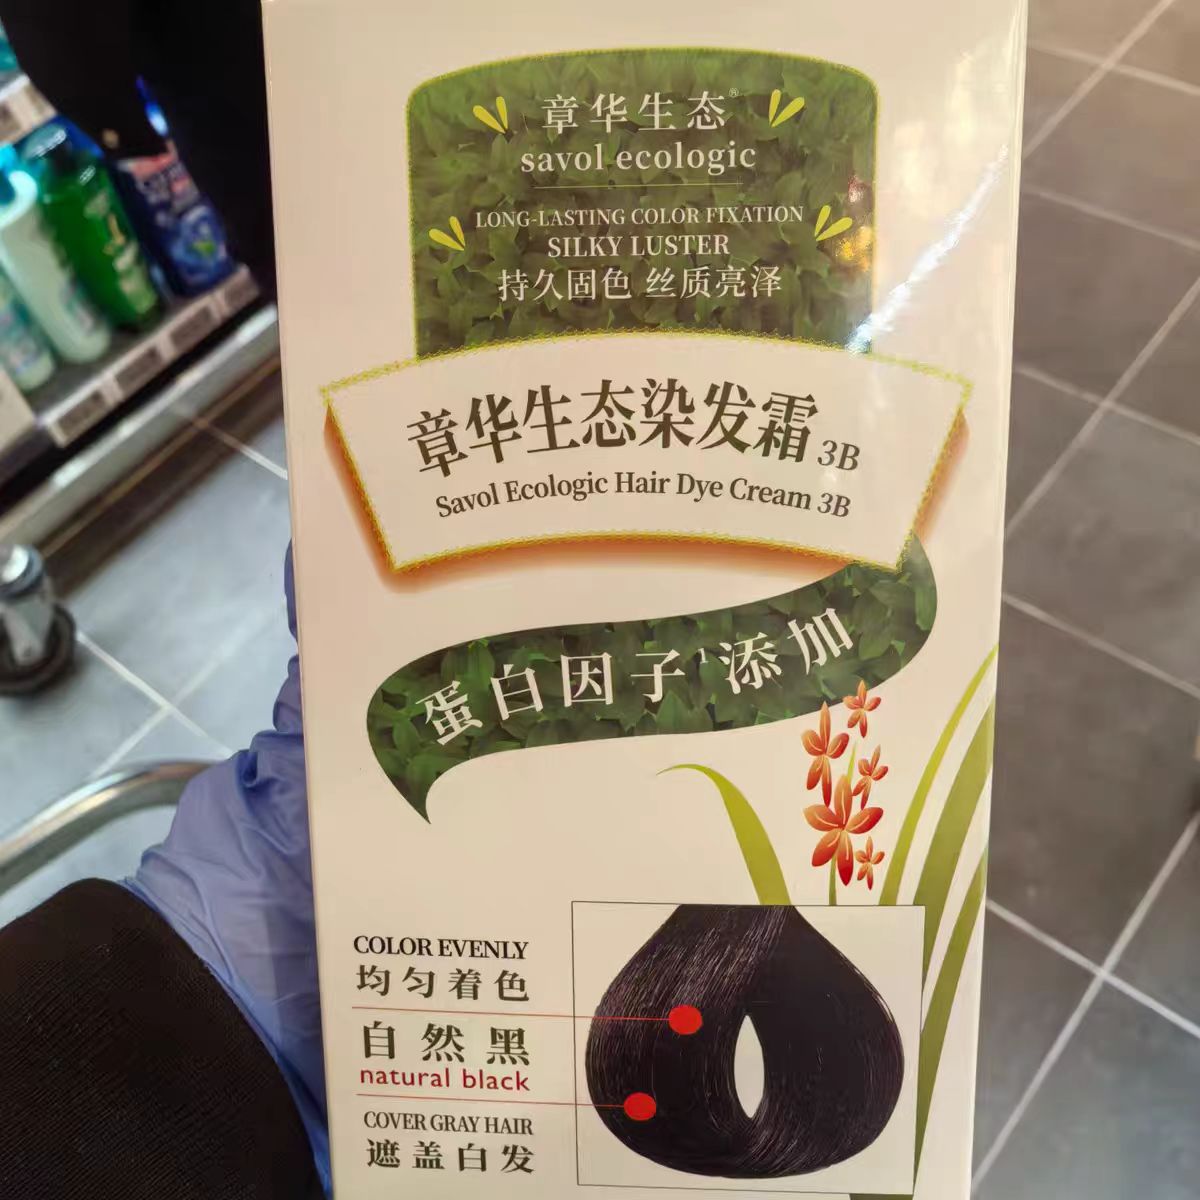 章华生态®
savol ecologic
LONG-LASTING COLOR FIXATION
SILKY LUSTER
持久固色 丝质亮泽
章华生态染发霜 3B
Savol Ecologic Hair Dye Cream 3B
蛋白因子¹添加
COLOR EVENLY
均匀着色
自然黑
natural black
COVER GRAY HAIR
遮盖白发